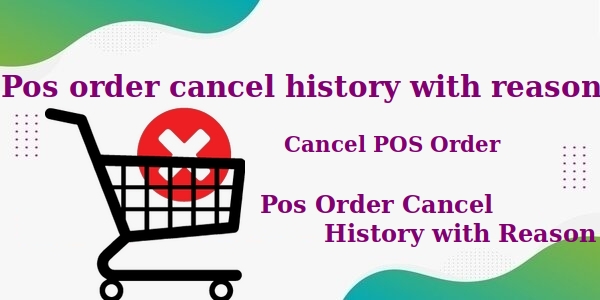 Pos order cancel history with reason
Cancel POS Order
Pos Order Cancel
History with Reason